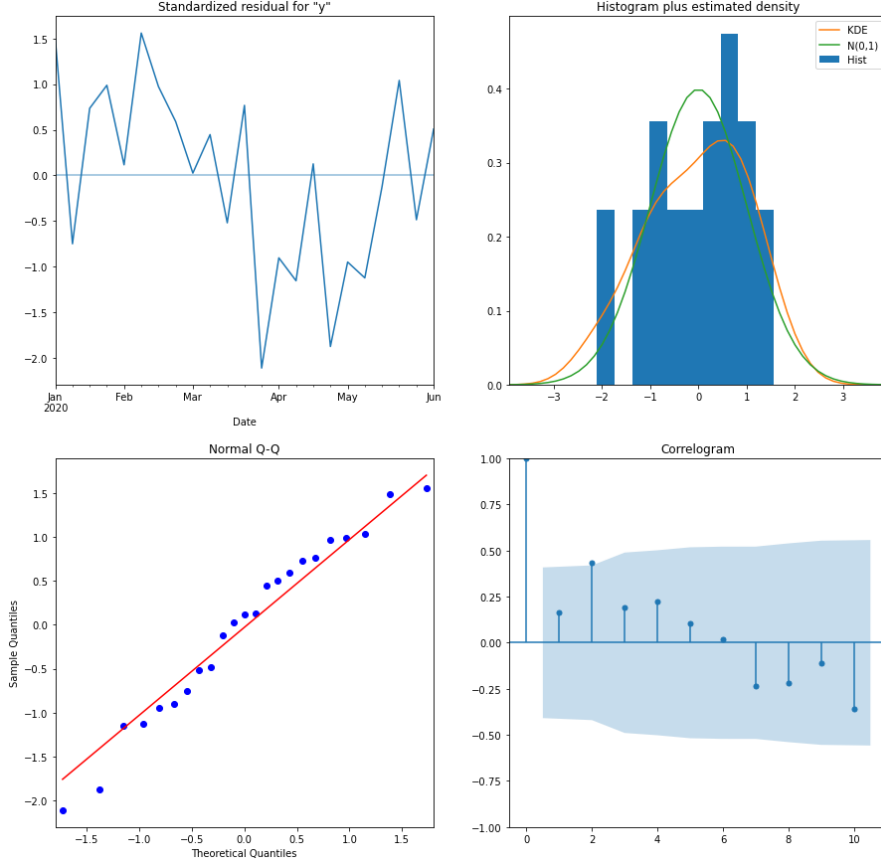 Standardized residual for "y"
1.5
1.0
0.5
0.0
−0.5
−1.0
−1.5
−2.0
Jan Feb Mar Apr May Jun
2020
Date
Histogram plus estimated density
KDE
N(0,1)
Hist
0.4
0.3
0.2
0.1
0.0
−3 −2 −1 0 1 2 3
Normal Q-Q
Sample Quantiles
1.5
1.0
0.5
0.0
−0.5
−1.0
−1.5
−2.0
−1.5 −1.0 −0.5 0.0 0.5 1.0 1.5
Theoretical Quantiles
Correlogram
1.00
0.75
0.50
0.25
0.00
−0.25
−0.50
−0.75
−1.00
0 2 4 6 8 10